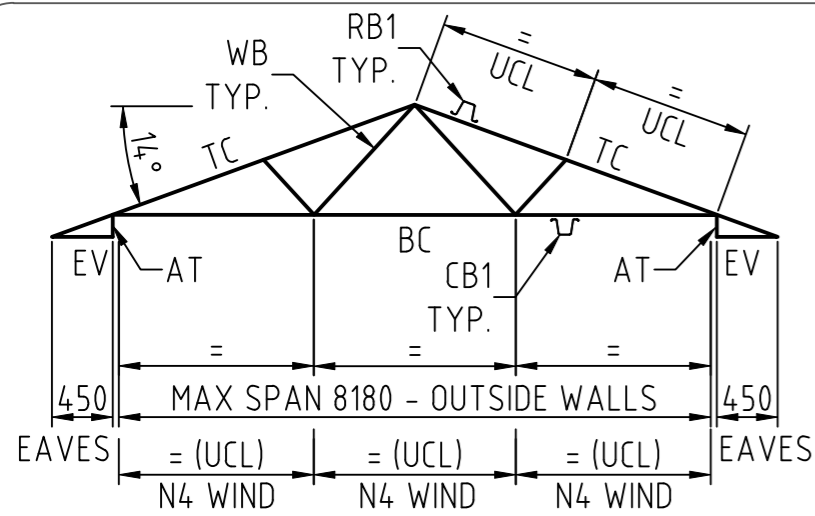 RB1
TYP.
=
UCL
=
UCL
WB
TYP.
14°
TC
TC
BC
EV
AT
CB1
TYP.
AT
EV
= = =
450 MAX SPAN 8180 - OUTSIDE WALLS 450
EAVES EAVES
= (UCL) = (UCL) = (UCL)
N4 WIND N4 WIND N4 WIND